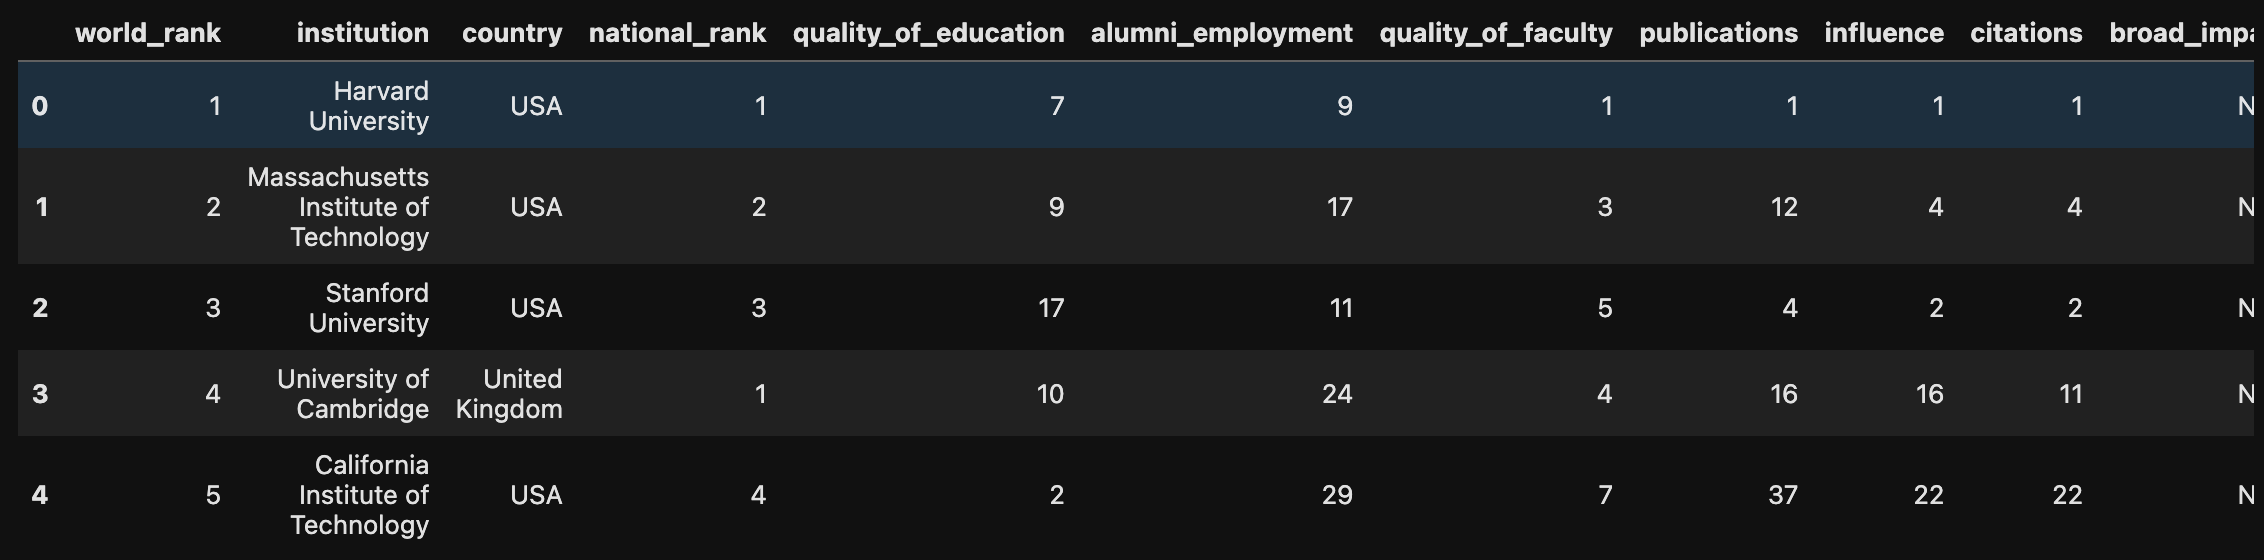 world_rank institution country national_rank quality_of_education alumni_employment quality_of_faculty publications influence citations broad_impa
0 1 Harvard University USA 1 7 9 1 1 1 1 N
1 2 Massachusetts Institute of Technology USA 2 9 17 3 12 4 4 N
2 3 Stanford University USA 3 17 11 5 4 2 2 N
3 4 University of Cambridge United Kingdom 1 10 24 4 16 16 11 N
4 5 California Institute of Technology USA 4 2 29 7 37 22 22 N